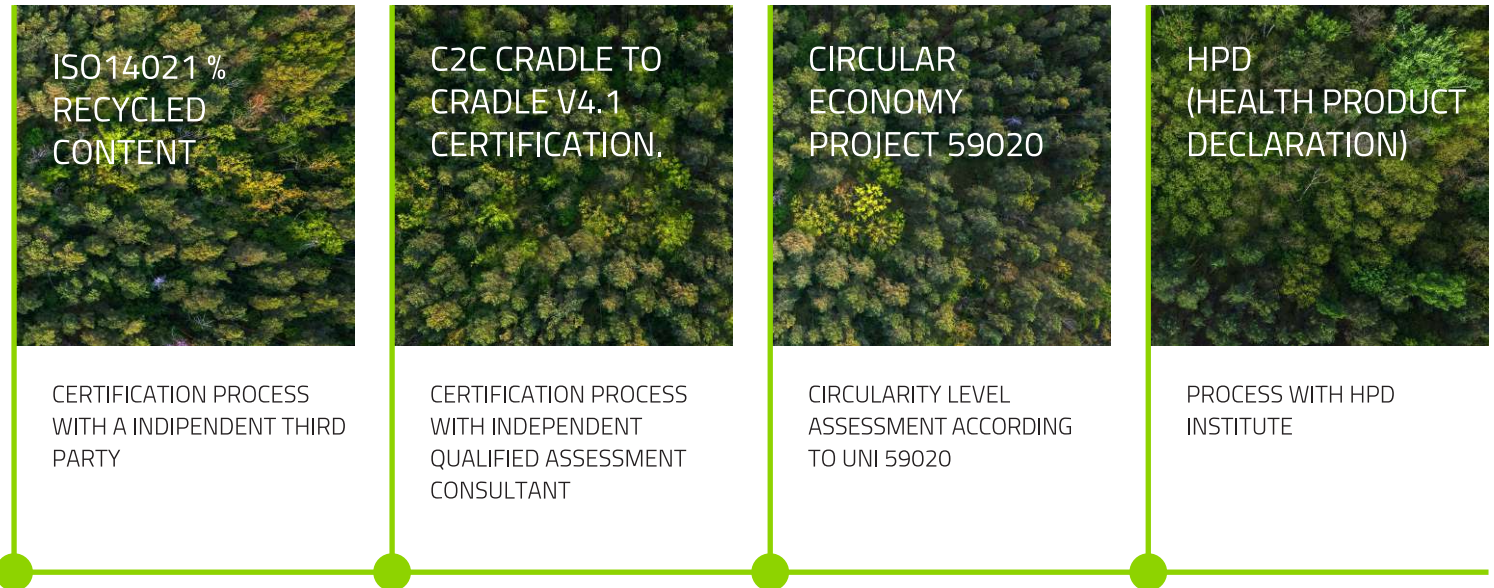 ISO14021 %
RECYCLED
CONTENT
CERTIFICATION PROCESS
WITH A INDIPENDENT THIRD
PARTY
C2C CRADLE TO
CRADLE V4.1
CERTIFICATION.
CERTIFICATION PROCESS
WITH INDEPENDENT
QUALIFIED ASSESSMENT
CONSULTANT
CIRCULAR
ECONOMY
PROJECT 59020
CIRCULARITY LEVEL
ASSESSMENT ACCORDING
TO UNI 59020
HPD
(HEALTH PRODUCT
DECLARATION)
PROCESS WITH HPD
INSTITUTE